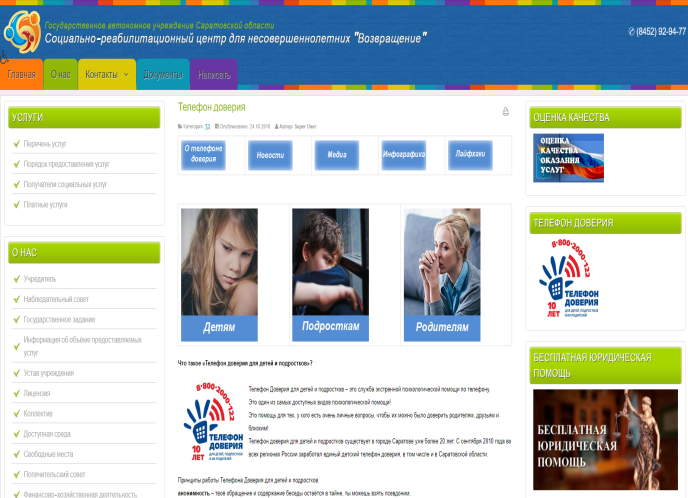 Государственное автономное учреждение Саратовской области
Социально-реабилитационный центр для несовершеннолетних "Возвращение"
✆ (8452) 92-94-77
Главная
О нас
Контакты
Документы
Написать
УСЛУГИ
Перечень услуг
Порядок предоставления услуг
Получатели социальных услуг
Платные услуги
О НАС
Учредитель
Наблюдательный совет
Государственное задание
Информация об объёме предоставляемых
услуг
Устав учреждения
Лицензия
Коллектив
Доступная среда
Свободные места
Попечительский совет
Финансово-хозяйственная деятельность
Телефон доверия
Категория: ТД
Опубликовано: 24.10.2018
Автор: Super User
О телефоне
доверия
Новости
Медиа
Инфографика
Лайфхаки
Детям
Подросткам
Родителям
Что такое «Телефон доверия для детей и подростков»?
8-800-2000-122
ТЕЛЕФОН
ДОВЕРИЯ
ДЛЯ ДЕТЕЙ, ПОДРОСТКОВ
И ИХ РОДИТЕЛЕЙ
10
ЛЕТ
Телефон Доверия для детей и подростков – это служба экстренной психологической помощи по телефону.
Это один из самых доступных видов психологической помощи!
Это помощь для тех, у кого есть очень личные вопросы, чтобы их можно было доверить родителям, друзьям и
близким!
Телефон доверия для детей и подростков существует в городе Саратове уже более 20 лет. С сентября 2010 года во
всех регионах России заработал единый детский телефон доверия, в том числе и в Саратовской области.
Принципы работы Телефона Доверия для детей и подростков:
анонимность – твоё обращение и содержание беседы остаётся в тайне, ты можешь взять псевдоним;
ОЦЕНКА КАЧЕСТВА
ОЦЕНКА
КАЧЕСТВА
ОКАЗАНИЯ
УСЛУГ
ТЕЛЕФОН ДОВЕРИЯ
8-800-2000-122
ТЕЛЕФОН
ДОВЕРИЯ
ДЛЯ ДЕТЕЙ, ПОДРОСТКОВ
И ИХ РОДИТЕЛЕЙ
10
ЛЕТ
БЕСПЛАТНАЯ ЮРИДИЧЕСКАЯ
ПОМОЩЬ
БЕСПЛАТНАЯ
ЮРИДИЧЕСКАЯ
ПОМОЩЬ